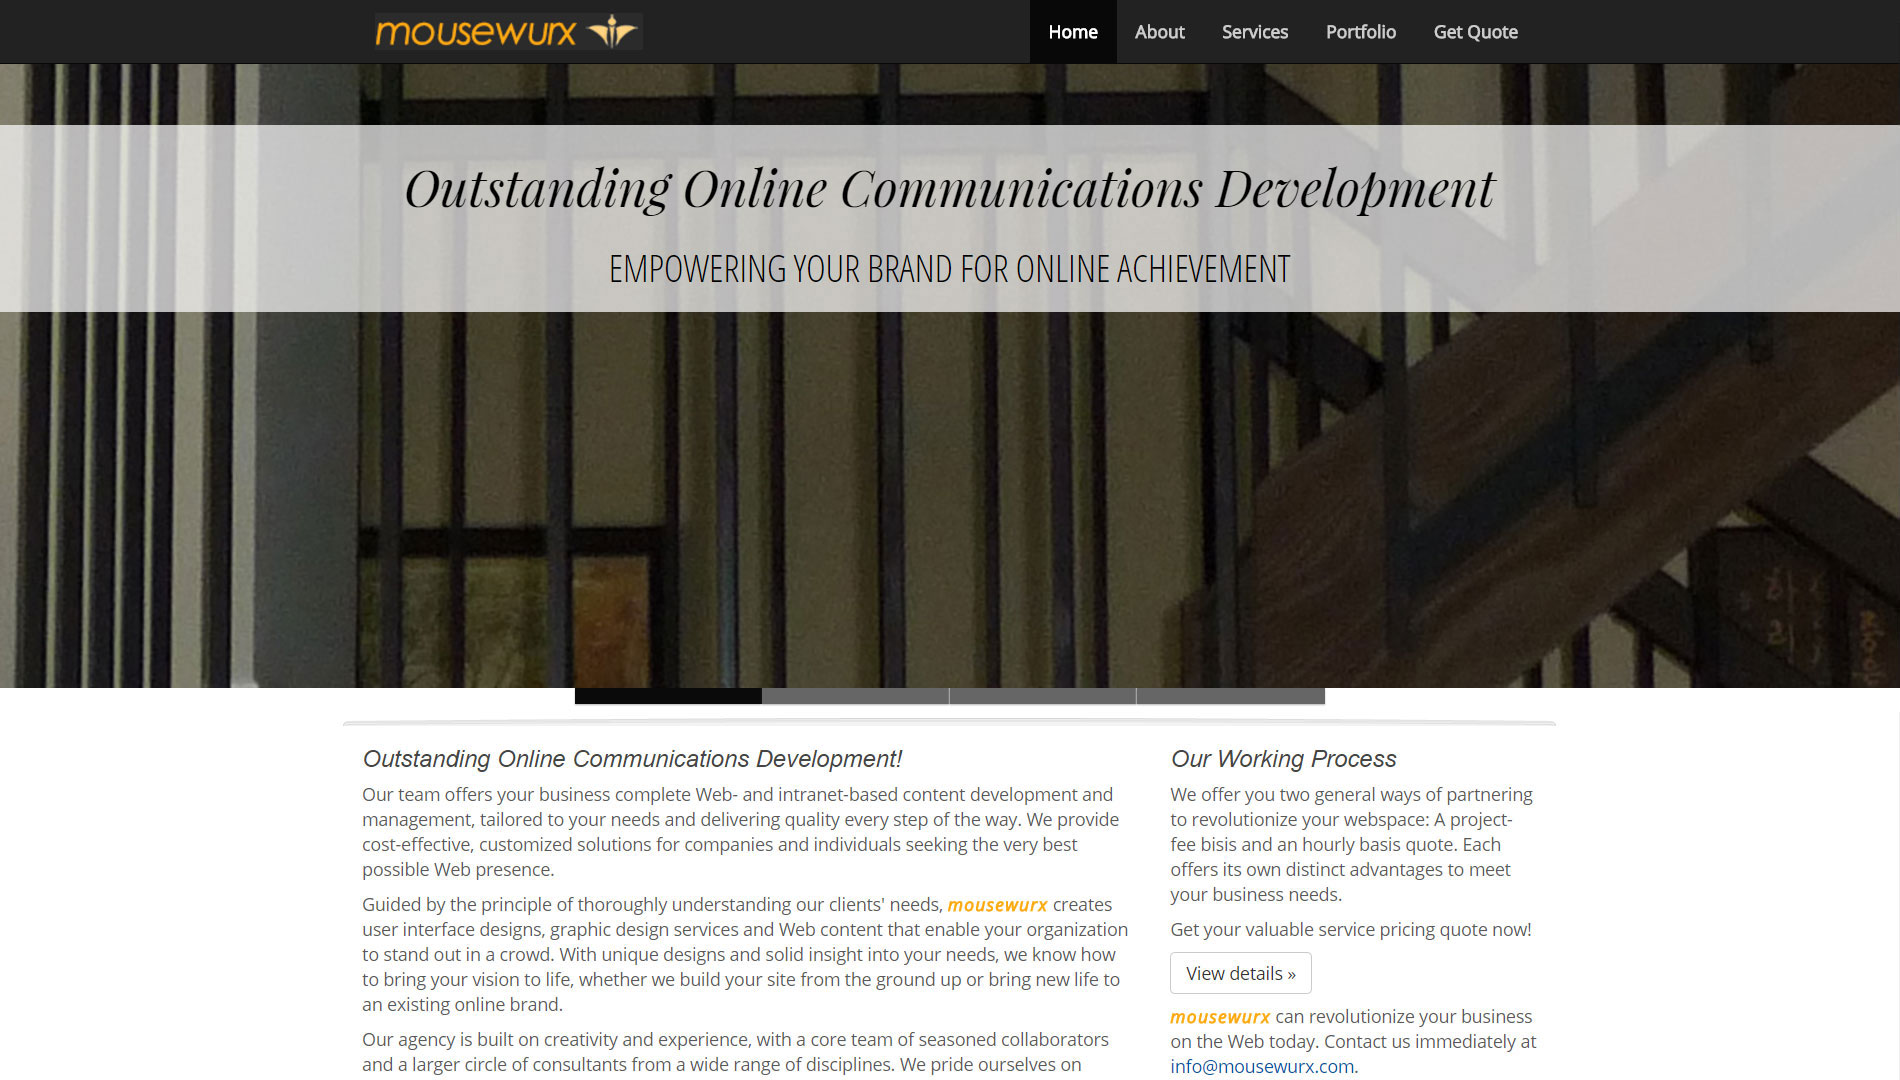 mousewurx
Home About Services Portfolio Get Quote
Outstanding Online Communications Development
EMPOWERING YOUR BRAND FOR ONLINE ACHIEVEMENT
Outstanding Online Communications Development!
Our team offers your business complete Web- and intranet-based content development and
management, tailored to your needs and delivering quality every step of the way. We provide
cost-effective, customized solutions for companies and individuals seeking the very best
possible Web presence.
Guided by the principle of thoroughly understanding our clients' needs, mousewurx creates
user interface designs, graphic design services and Web content that enable your organization
to stand out in a crowd. With unique designs and solid insight into your needs, we know how
to bring your vision to life, whether we build your site from the ground up or bring new life to
an existing online brand.
Our agency is built on creativity and experience, with a core team of seasoned collaborators
and a larger circle of consultants from a wide range of disciplines. We pride ourselves on
Our Working Process
We offer you two general ways of partnering
to revolutionize your webspace: A project-
fee bisis and an hourly basis quote. Each
offers its own distinct advantages to meet
your business needs.
Get your valuable service pricing quote now!
View details »
mousewurx can revolutionize your business
on the Web today. Contact us immediately at
info@mousewurx.com.